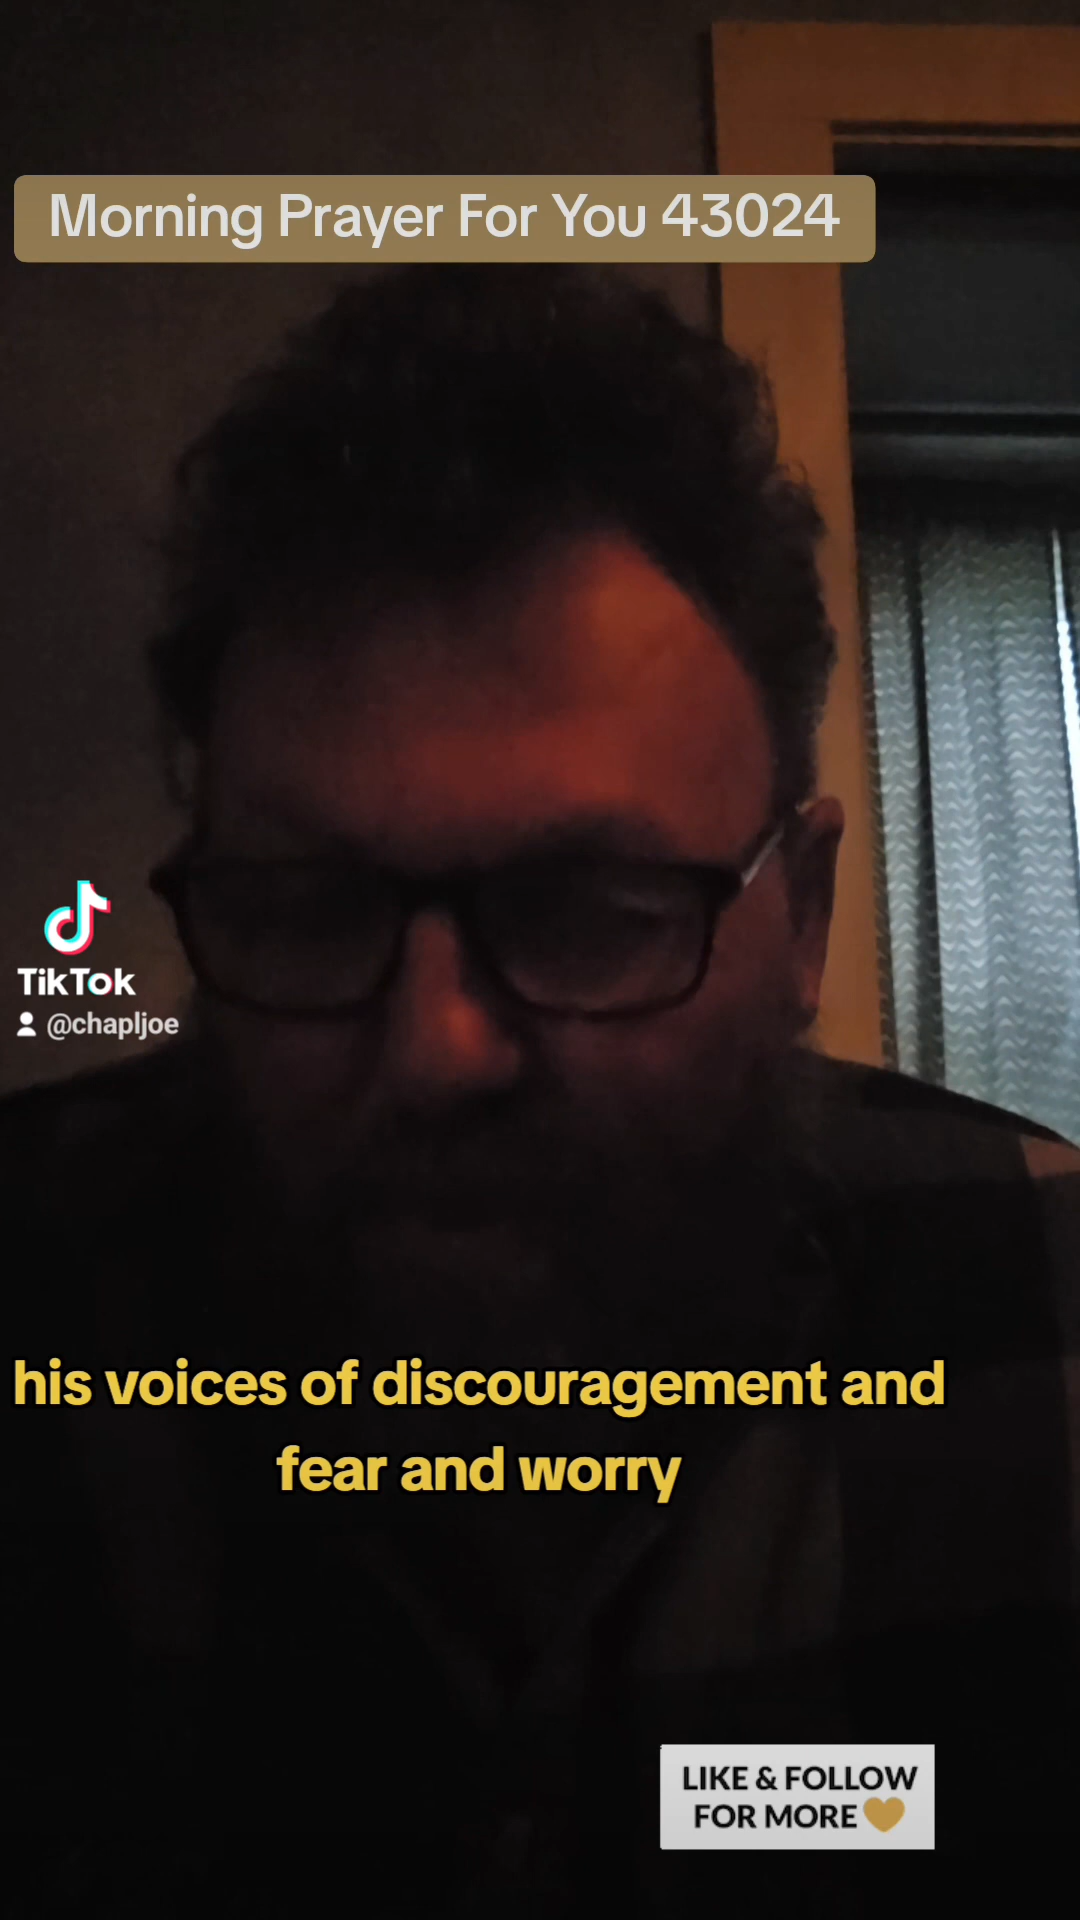 Morning Prayer For You 43024
TikTok
@chapljoe
his voices of discouragement and
fear and worry
LIKE & FOLLOW
FOR MORE